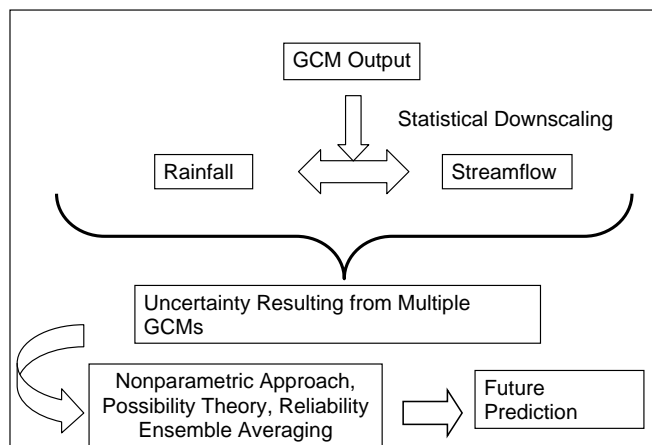 GCM Output
Statistical Downscaling
Rainfall
Streamflow
Uncertainty Resulting from Multiple
GCMs
Nonparametric Approach,
Possibility Theory, Reliability
Ensemble Averaging
Future
Prediction